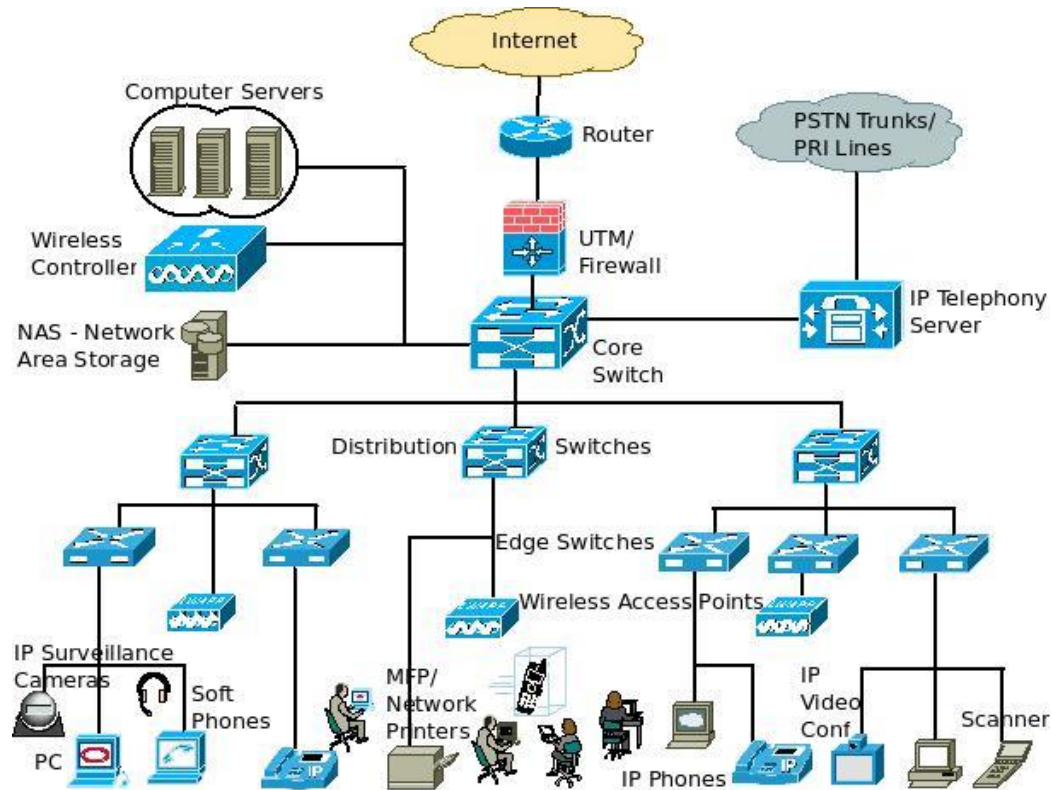 Internet
Computer Servers
Router
PSTN Trunks/
PRI Lines
Wireless
Controller
UTM/
Firewall
IP Telephony
Server
NAS - Network
Area Storage
Core
Switch
Distribution
Switches
Edge Switches
Wireless Access Points
IP Surveillance
Cameras
Soft
Phones
MFP/
Network
Printers
IP
Video
Conf
Scanner
PC
IP
IP Phones
IP